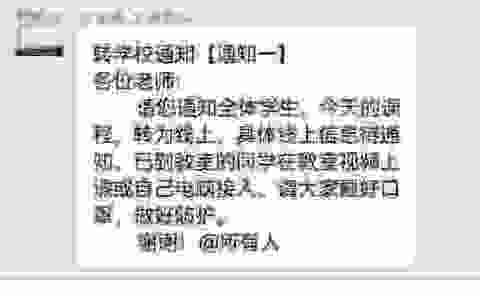 转学校通知【通知一】
各位老师:
请您通知全体学生,今天的课
程,转为线上,具体线上信息待通
知。已到教室的同学在教室视频上
课或自己电脑接入,请大家戴好口
罩,做好防护。
谢谢!@所有人